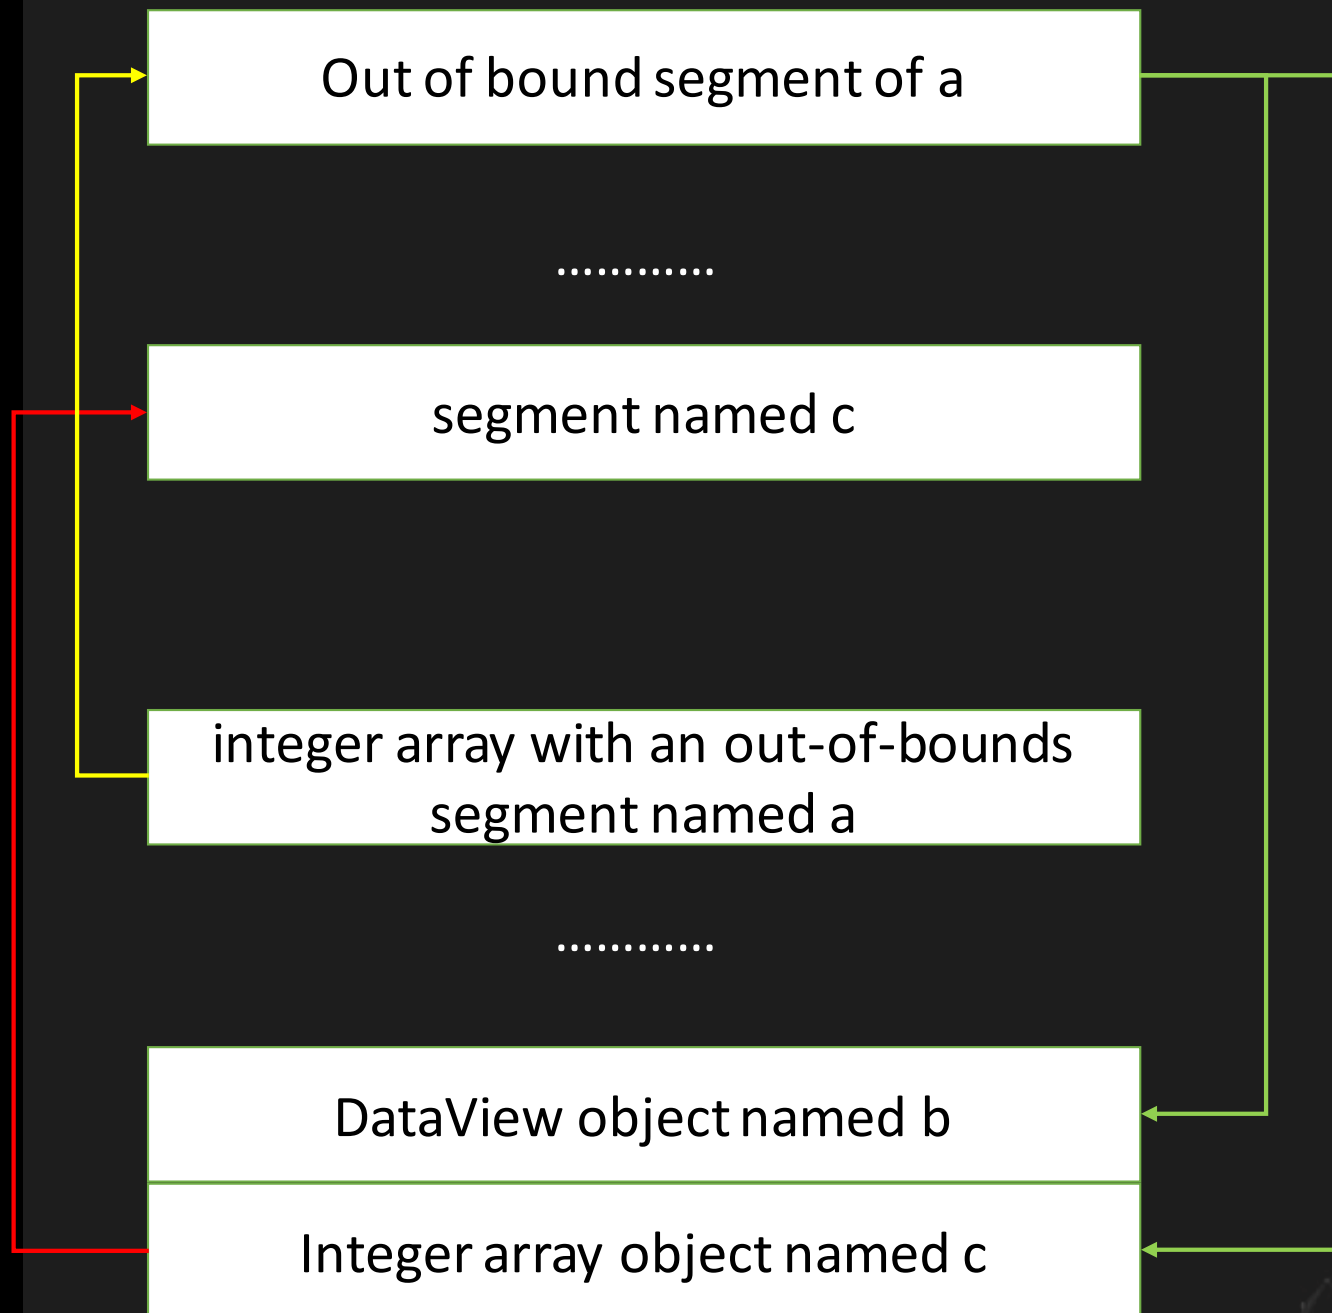 Out of bound segment of a
.............
segment named c
integer array with an out-of-bounds
segment named a
.............
DataView object named b
Integer array object named c